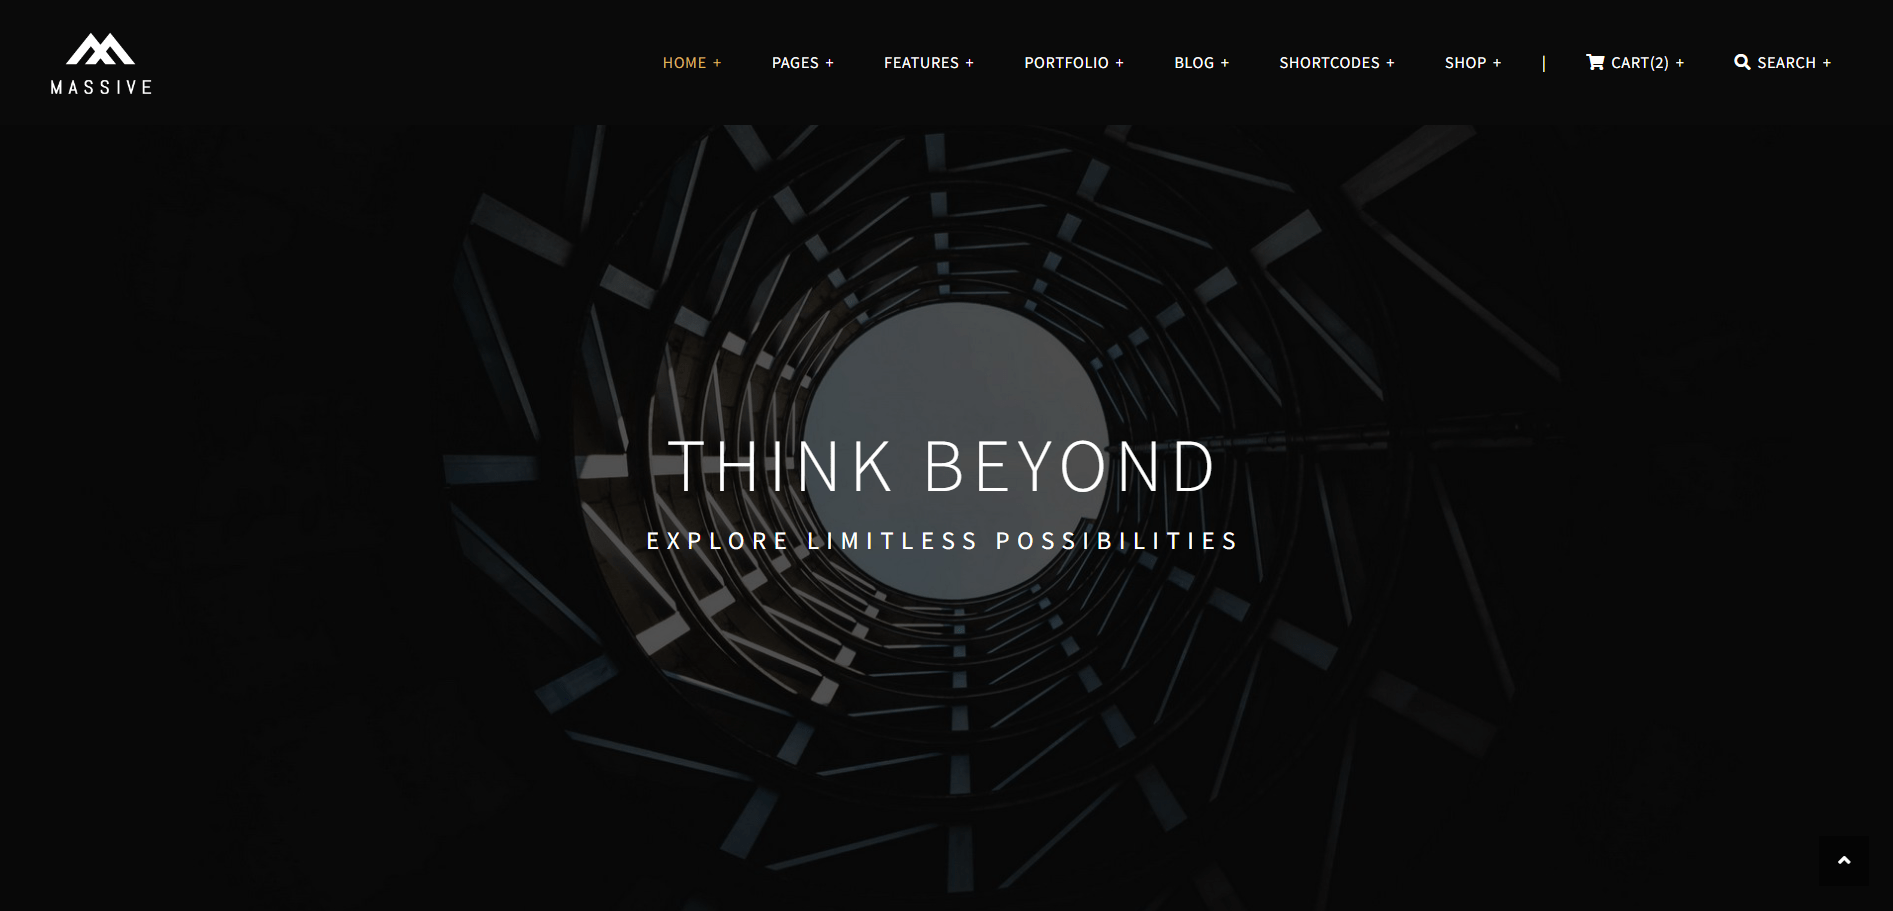 MASSIVE
HOME + PAGES + FEATURES + PORTFOLIO + BLOG + SHORTCODES + SHOP + | CART(2) + SEARCH +
THINK BEYOND
EXPLORE LIMITLESS POSSIBILITIES